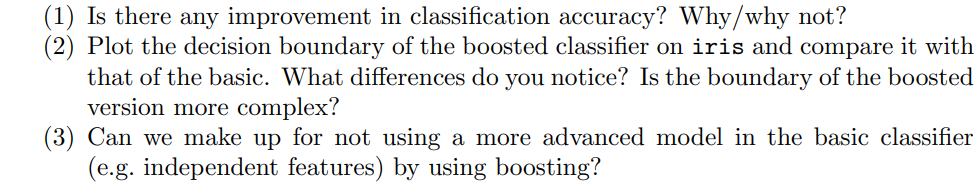 (1) Is there any improvement in classification accuracy? Why/why not?
(2) Plot the decision boundary of the boosted classifier on iris and compare it with
that of the basic. What differences do you notice? Is the boundary of the boosted
version more complex?
(3) Can we make up for not using a more advanced model in the basic classifier
(e.g. independent features) by using boosting?